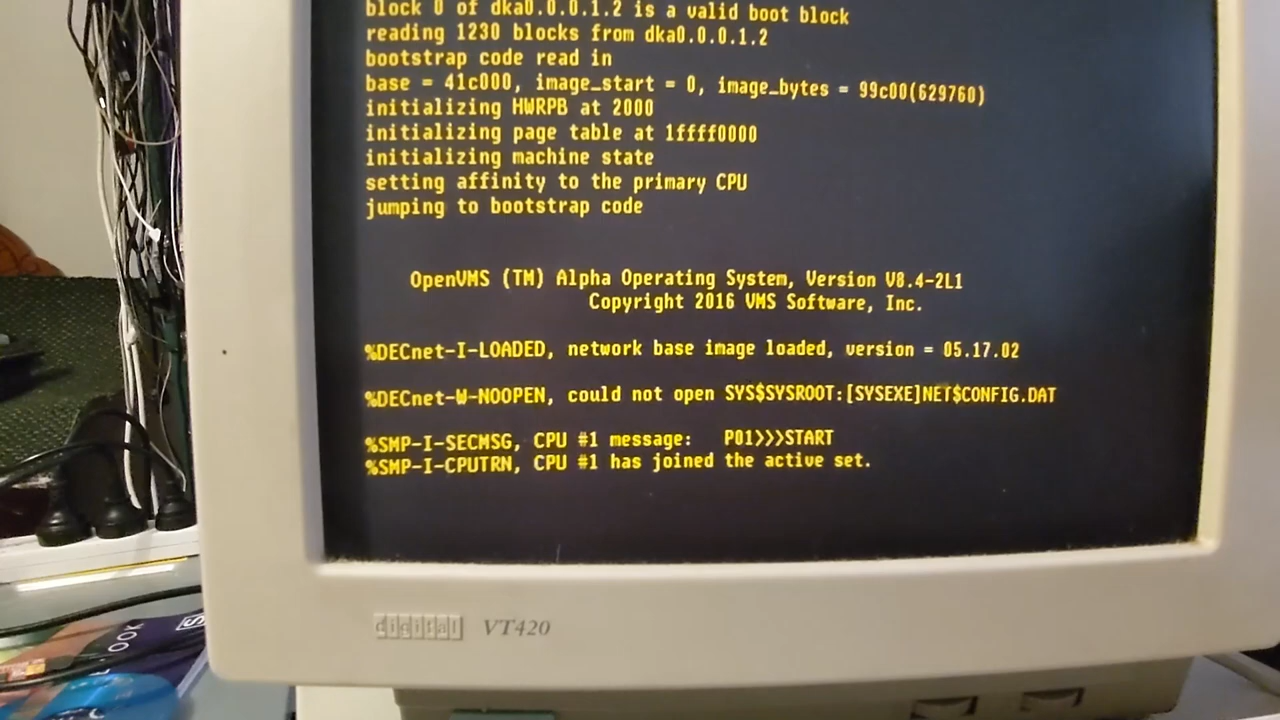 block 0 of dka0.0.0.1.2 is a valid boot block
reading 1230 blocks from dka0.0.0.1.2
bootstrap code read in
base = 41c000, image_start = 0, image_bytes = 99c00(629760)
initializing HWRPB at 2000
initializing page table at 1ffff0000
initializing machine state
setting affinity to the primary CPU
jumping to bootstrap code
OpenVMS (TM) Alpha Operating System, Version V8.4-2L1
Copyright 2016 VMS Software, Inc.
%DECnet-I-LOADED, network base image loaded, version = 05.17.02
%DECnet-W-NOOPEN, could not open SYS$SYSROOT:[SYSEXE]NET$CONFIG.DAT
%SMP-I-SECMSG, CPU #1 message: P01>>>START
%SMP-I-CPUTRN, CPU #1 has joined the active set.
digital VT420